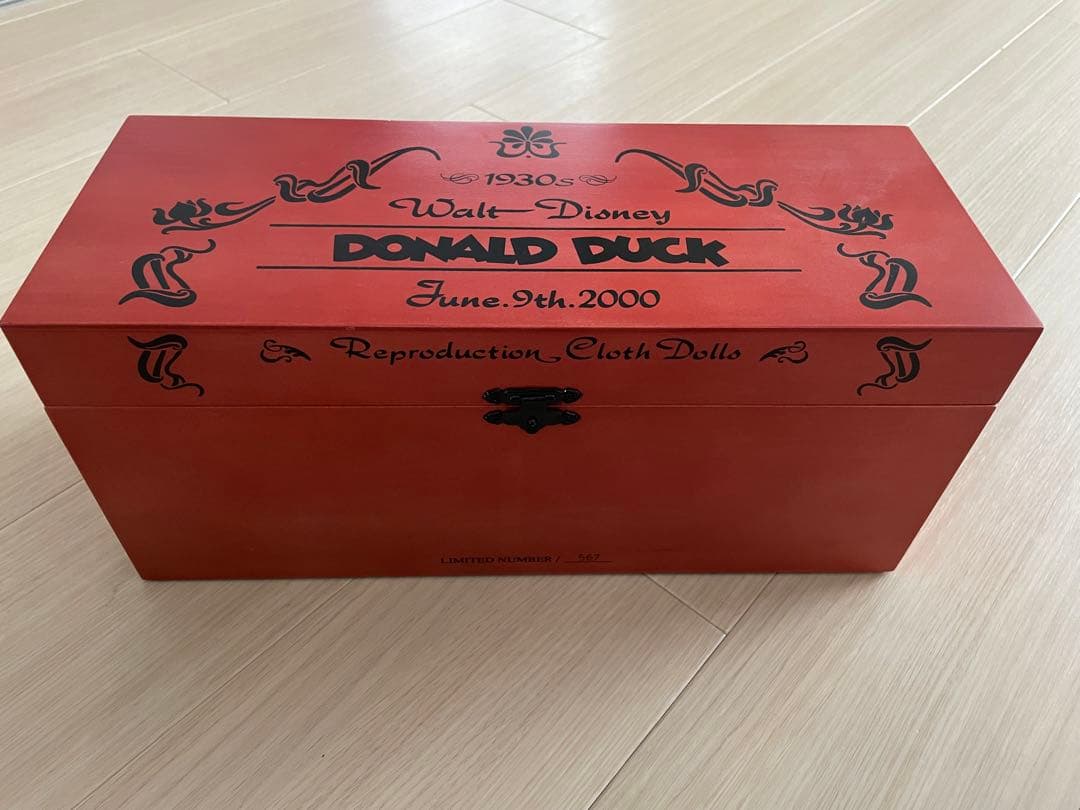 1930s
Walt Disney
DONALD DUCK
June.9th.2000
Reproduction Cloth Dolls
LIMITED NUMBER / 567